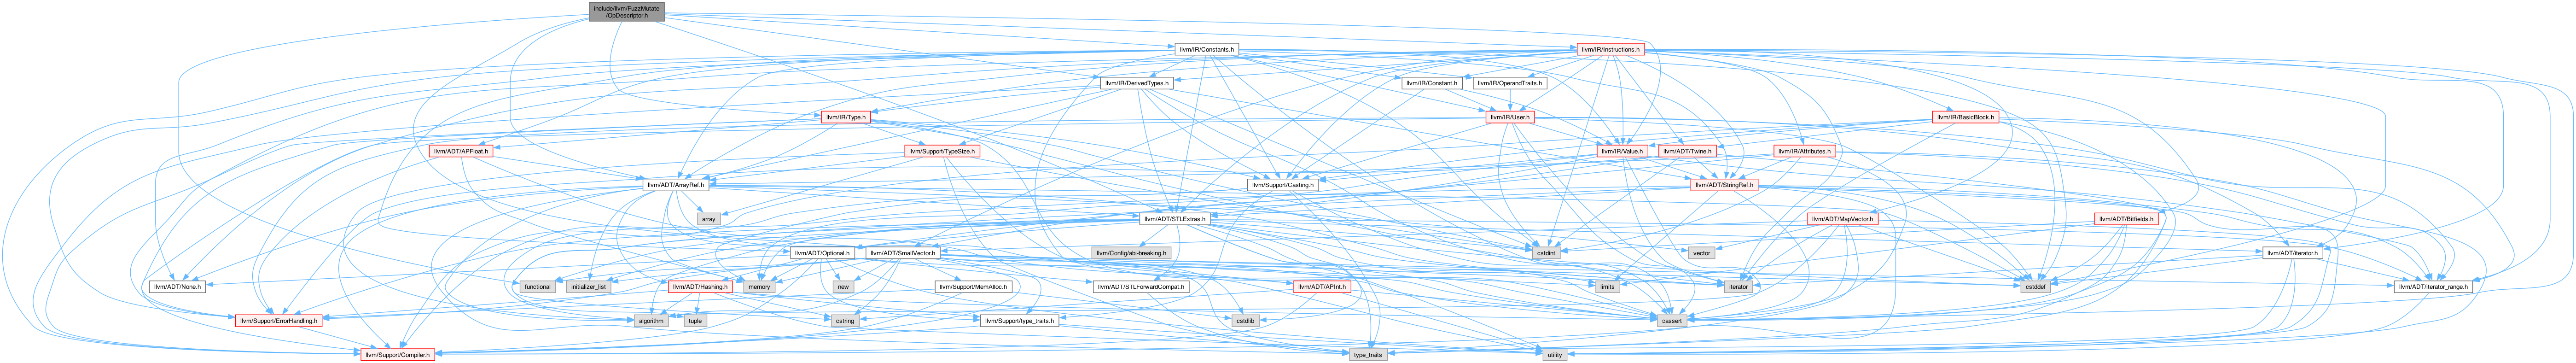 include/llvm/FuzzMutate
/OpDescriptor.h
llvm/IR/Constants.h
llvm/IR/Instructions.h
llvm/IR/DerivedTypes.h
llvm/IR/Constant.h
llvm/IR/OperandTraits.h
llvm/IR/Type.h
llvm/IR/User.h
llvm/IR/BasicBlock.h
llvm/ADT/APFloat.h
llvm/Support/TypeSize.h
llvm/IR/Value.h
llvm/ADT/Twine.h
llvm/IR/Attributes.h
llvm/ADT/ArrayRef.h
llvm/Support/Casting.h
llvm/ADT/StringRef.h
array
llvm/ADT/STLExtras.h
llvm/ADT/MapVector.h
llvm/ADT/Bitfields.h
llvm/ADT/Optional.h
llvm/ADT/SmallVector.h
llvm/Config/abi-breaking.h
cstdint
vector
llvm/ADT/iterator.h
llvm/ADT/None.h
functional
initializer_list
llvm/ADT/Hashing.h
memory
new
llvm/Support/MemAlloc.h
llvm/ADT/STLForwardCompat.h
llvm/ADT/APInt.h
limits
iterator
cstddef
llvm/ADT/iterator_range.h
llvm/Support/ErrorHandling.h
algorithm
tuple
cstring
llvm/Support/type_traits.h
cstdlib
cassert
llvm/Support/Compiler.h
type_traits
utility